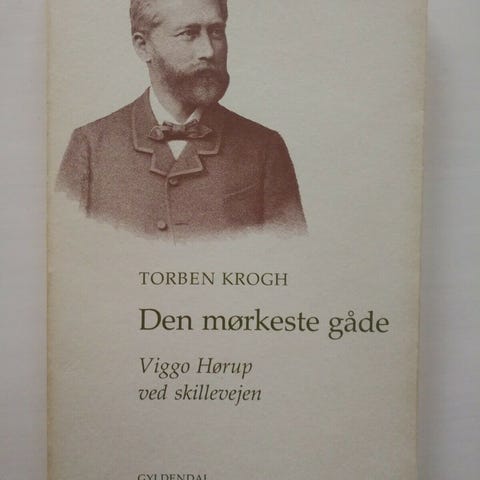 TORBEN KROGH
Den mørkeste gåde
Viggo Hørup
ved skillevejen
GYLDENDAL